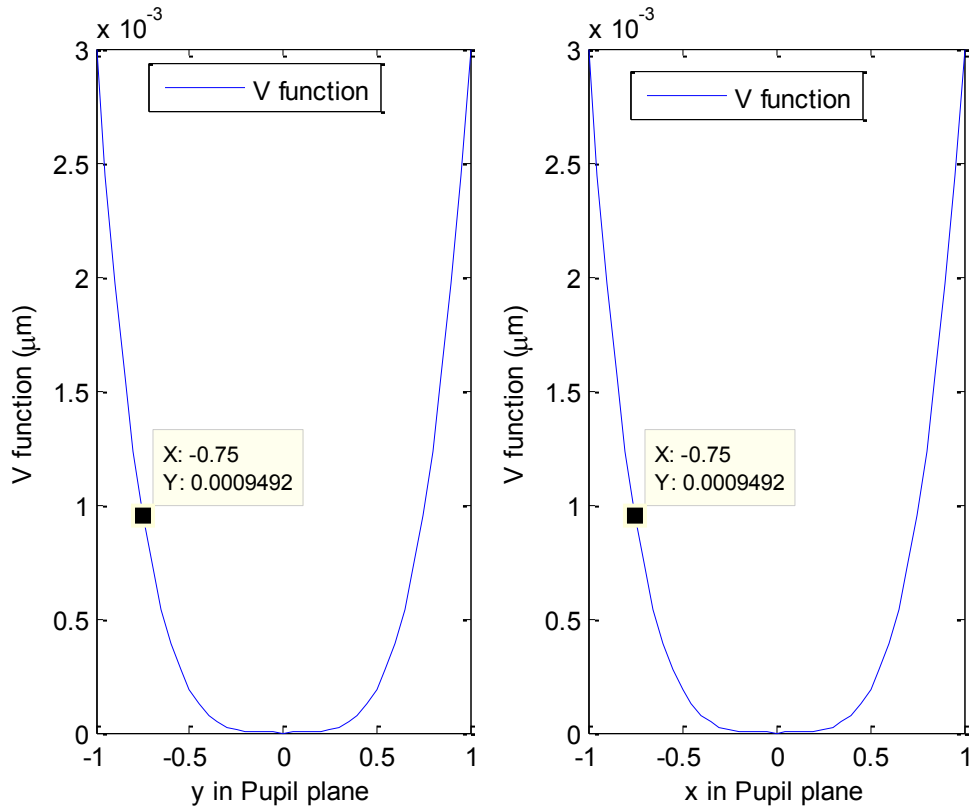 x 10⁻³
3
2.5
2
1.5
1
0.5
0
-1
-0.5
0
0.5
1
V function (μm)
y in Pupil plane
V function
X: -0.75
Y: 0.0009492
x 10⁻³
3
2.5
2
1.5
1
0.5
0
-1
-0.5
0
0.5
1
V function (μm)
x in Pupil plane
V function
X: -0.75
Y: 0.0009492